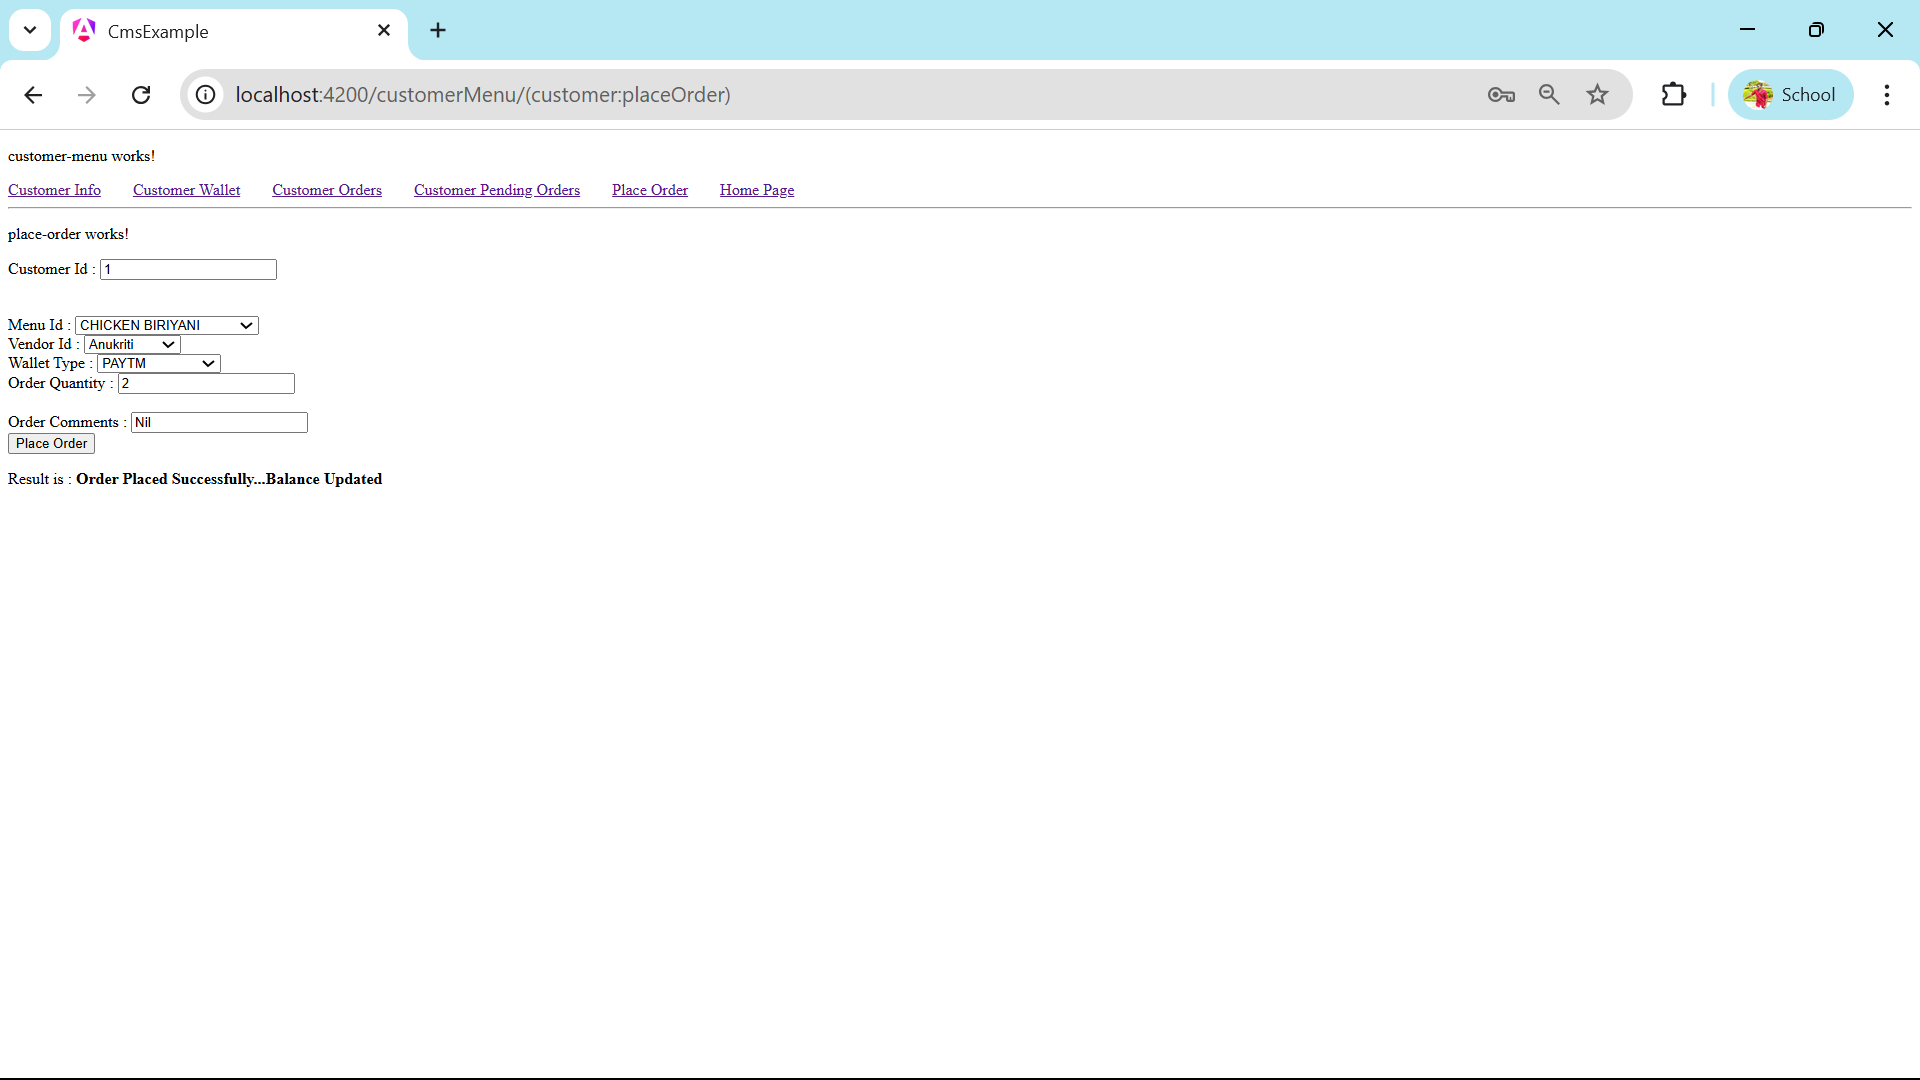 CmsExample
localhost:4200/customerMenu/(customer:placeOrder)
School
customer-menu works!
Customer Info Customer Wallet Customer Orders Customer Pending Orders Place Order Home Page
place-order works!
Customer Id : 1
Menu Id : CHICKEN BIRIYANI
Vendor Id : Anukriti
Wallet Type : PAYTM
Order Quantity : 2
Order Comments : Nil
Place Order
Result is : Order Placed Successfully...Balance Updated